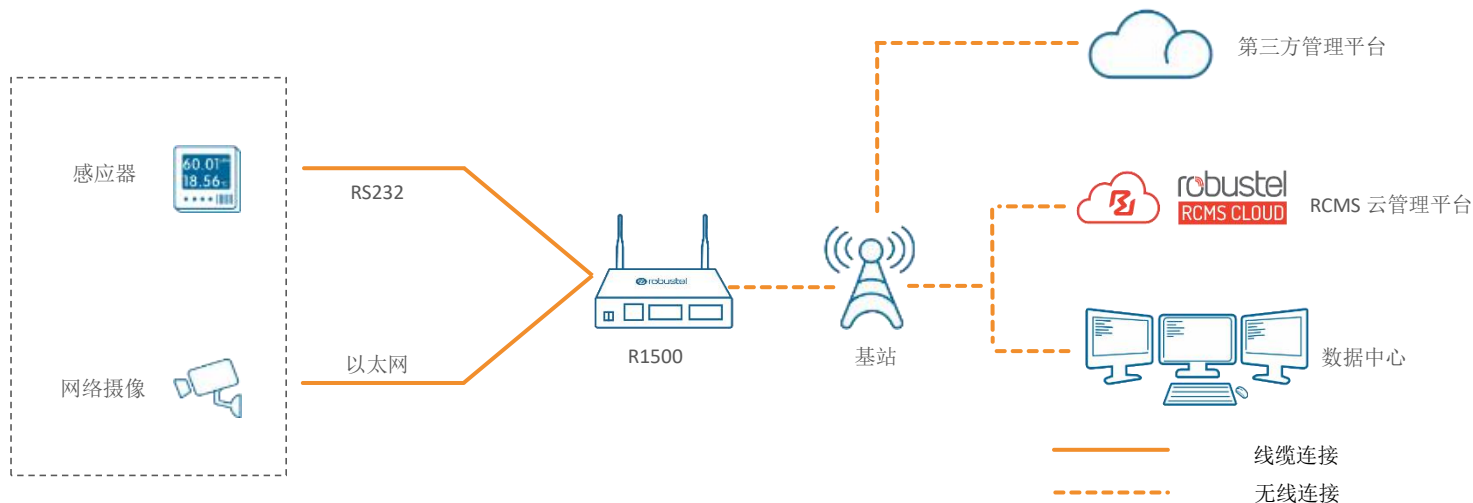 第三方管理平台
感应器
60.01
18.56
RS232
robustel
RCMS CLOUD
RCMS 云管理平台
robustel
R1500
基站
以太网
网络摄像
数据中心
线缆连接
无线连接